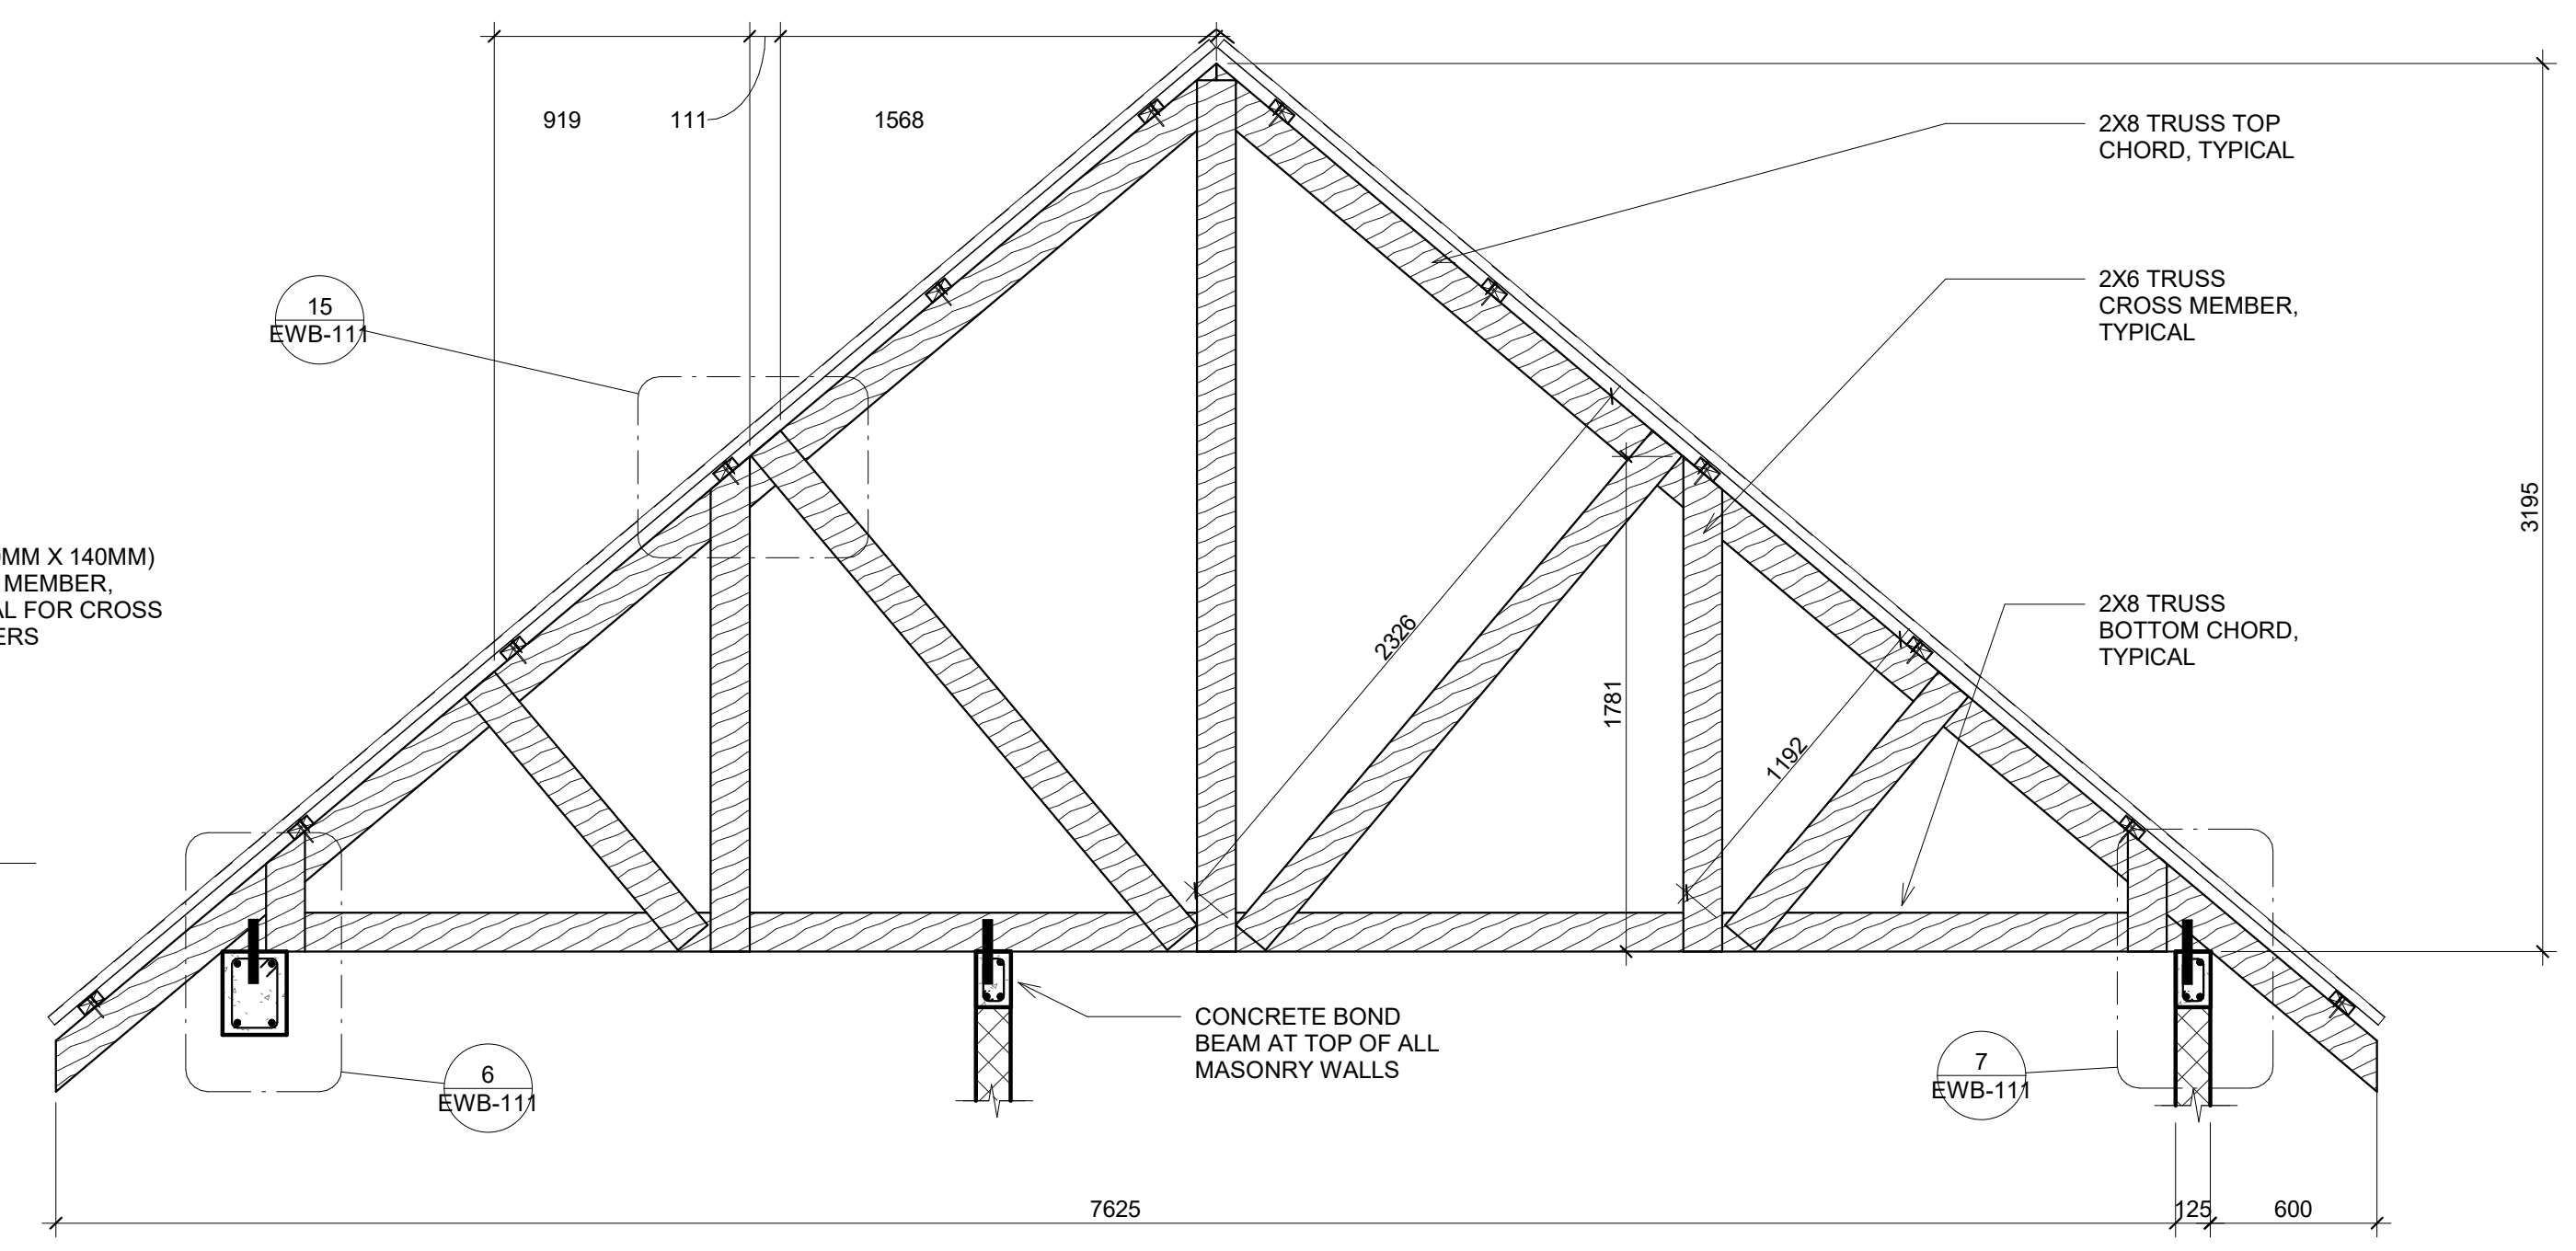 919
111
1568
2X8 TRUSS TOP
CHORD, TYPICAL
15
EWB-111
2X6 TRUSS
CROSS MEMBER,
TYPICAL
3195
MM X 140MM)
MEMBER,
FOR CROSS
2326
1781
1192
2X8 TRUSS
BOTTOM CHORD,
TYPICAL
CONCRETE BOND
BEAM AT TOP OF ALL
MASONRY WALLS
6
EWB-111
7
EWB-111
7625
125
600